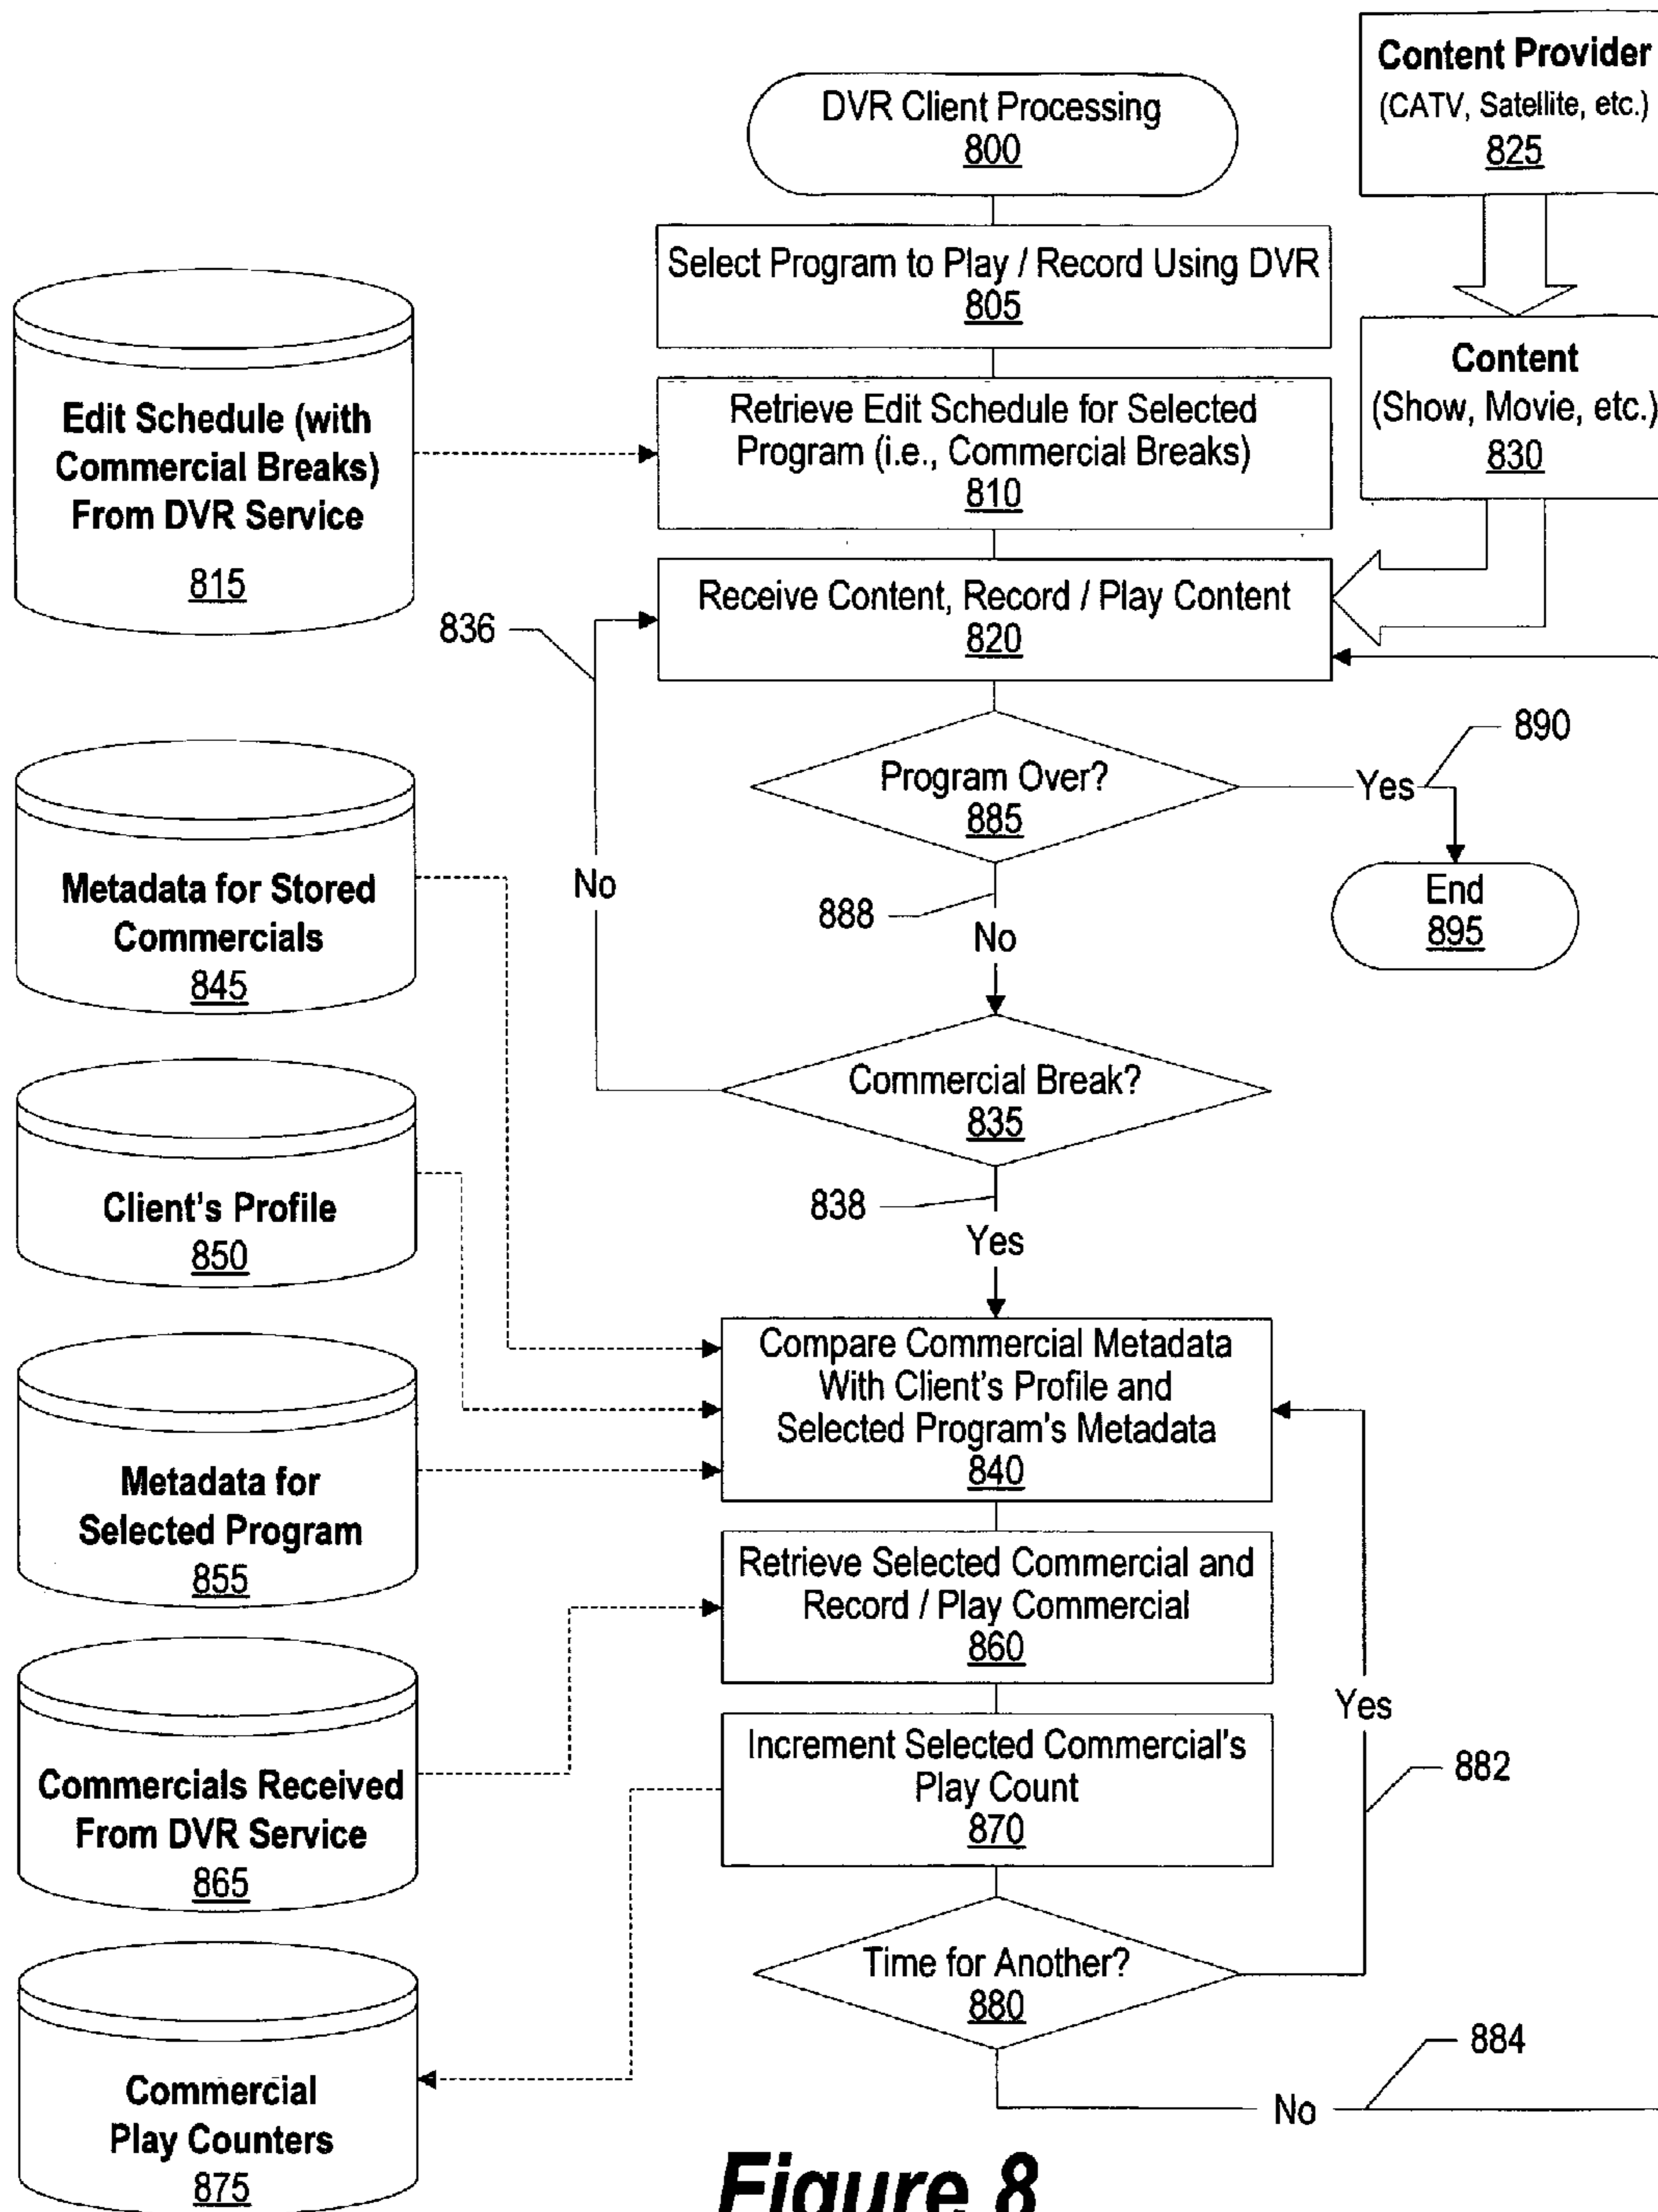 DVR Client Processing
800
Content Provider
(CATV, Satellite, etc.)
825
Select Program to Play / Record Using DVR
805
Content
(Show, Movie, etc.)
830
Edit Schedule (with
Commercial Breaks)
From DVR Service
815
Retrieve Edit Schedule for Selected
Program (i.e., Commercial Breaks)
810
Receive Content, Record / Play Content
820
836
Program Over?
885
Yes
890
End
895
No
888
No
Metadata for Stored
Commercials
845
Commercial Break?
835
838
Yes
Client's Profile
850
Compare Commercial Metadata
With Client's Profile and
Selected Program's Metadata
840
Metadata for
Selected Program
855
Retrieve Selected Commercial and
Record / Play Commercial
860
Yes
Commercials Received
From DVR Service
865
Increment Selected Commercial's
Play Count
870
882
Time for Another?
880
884
No
Commercial
Play Counters
875
Figure 8